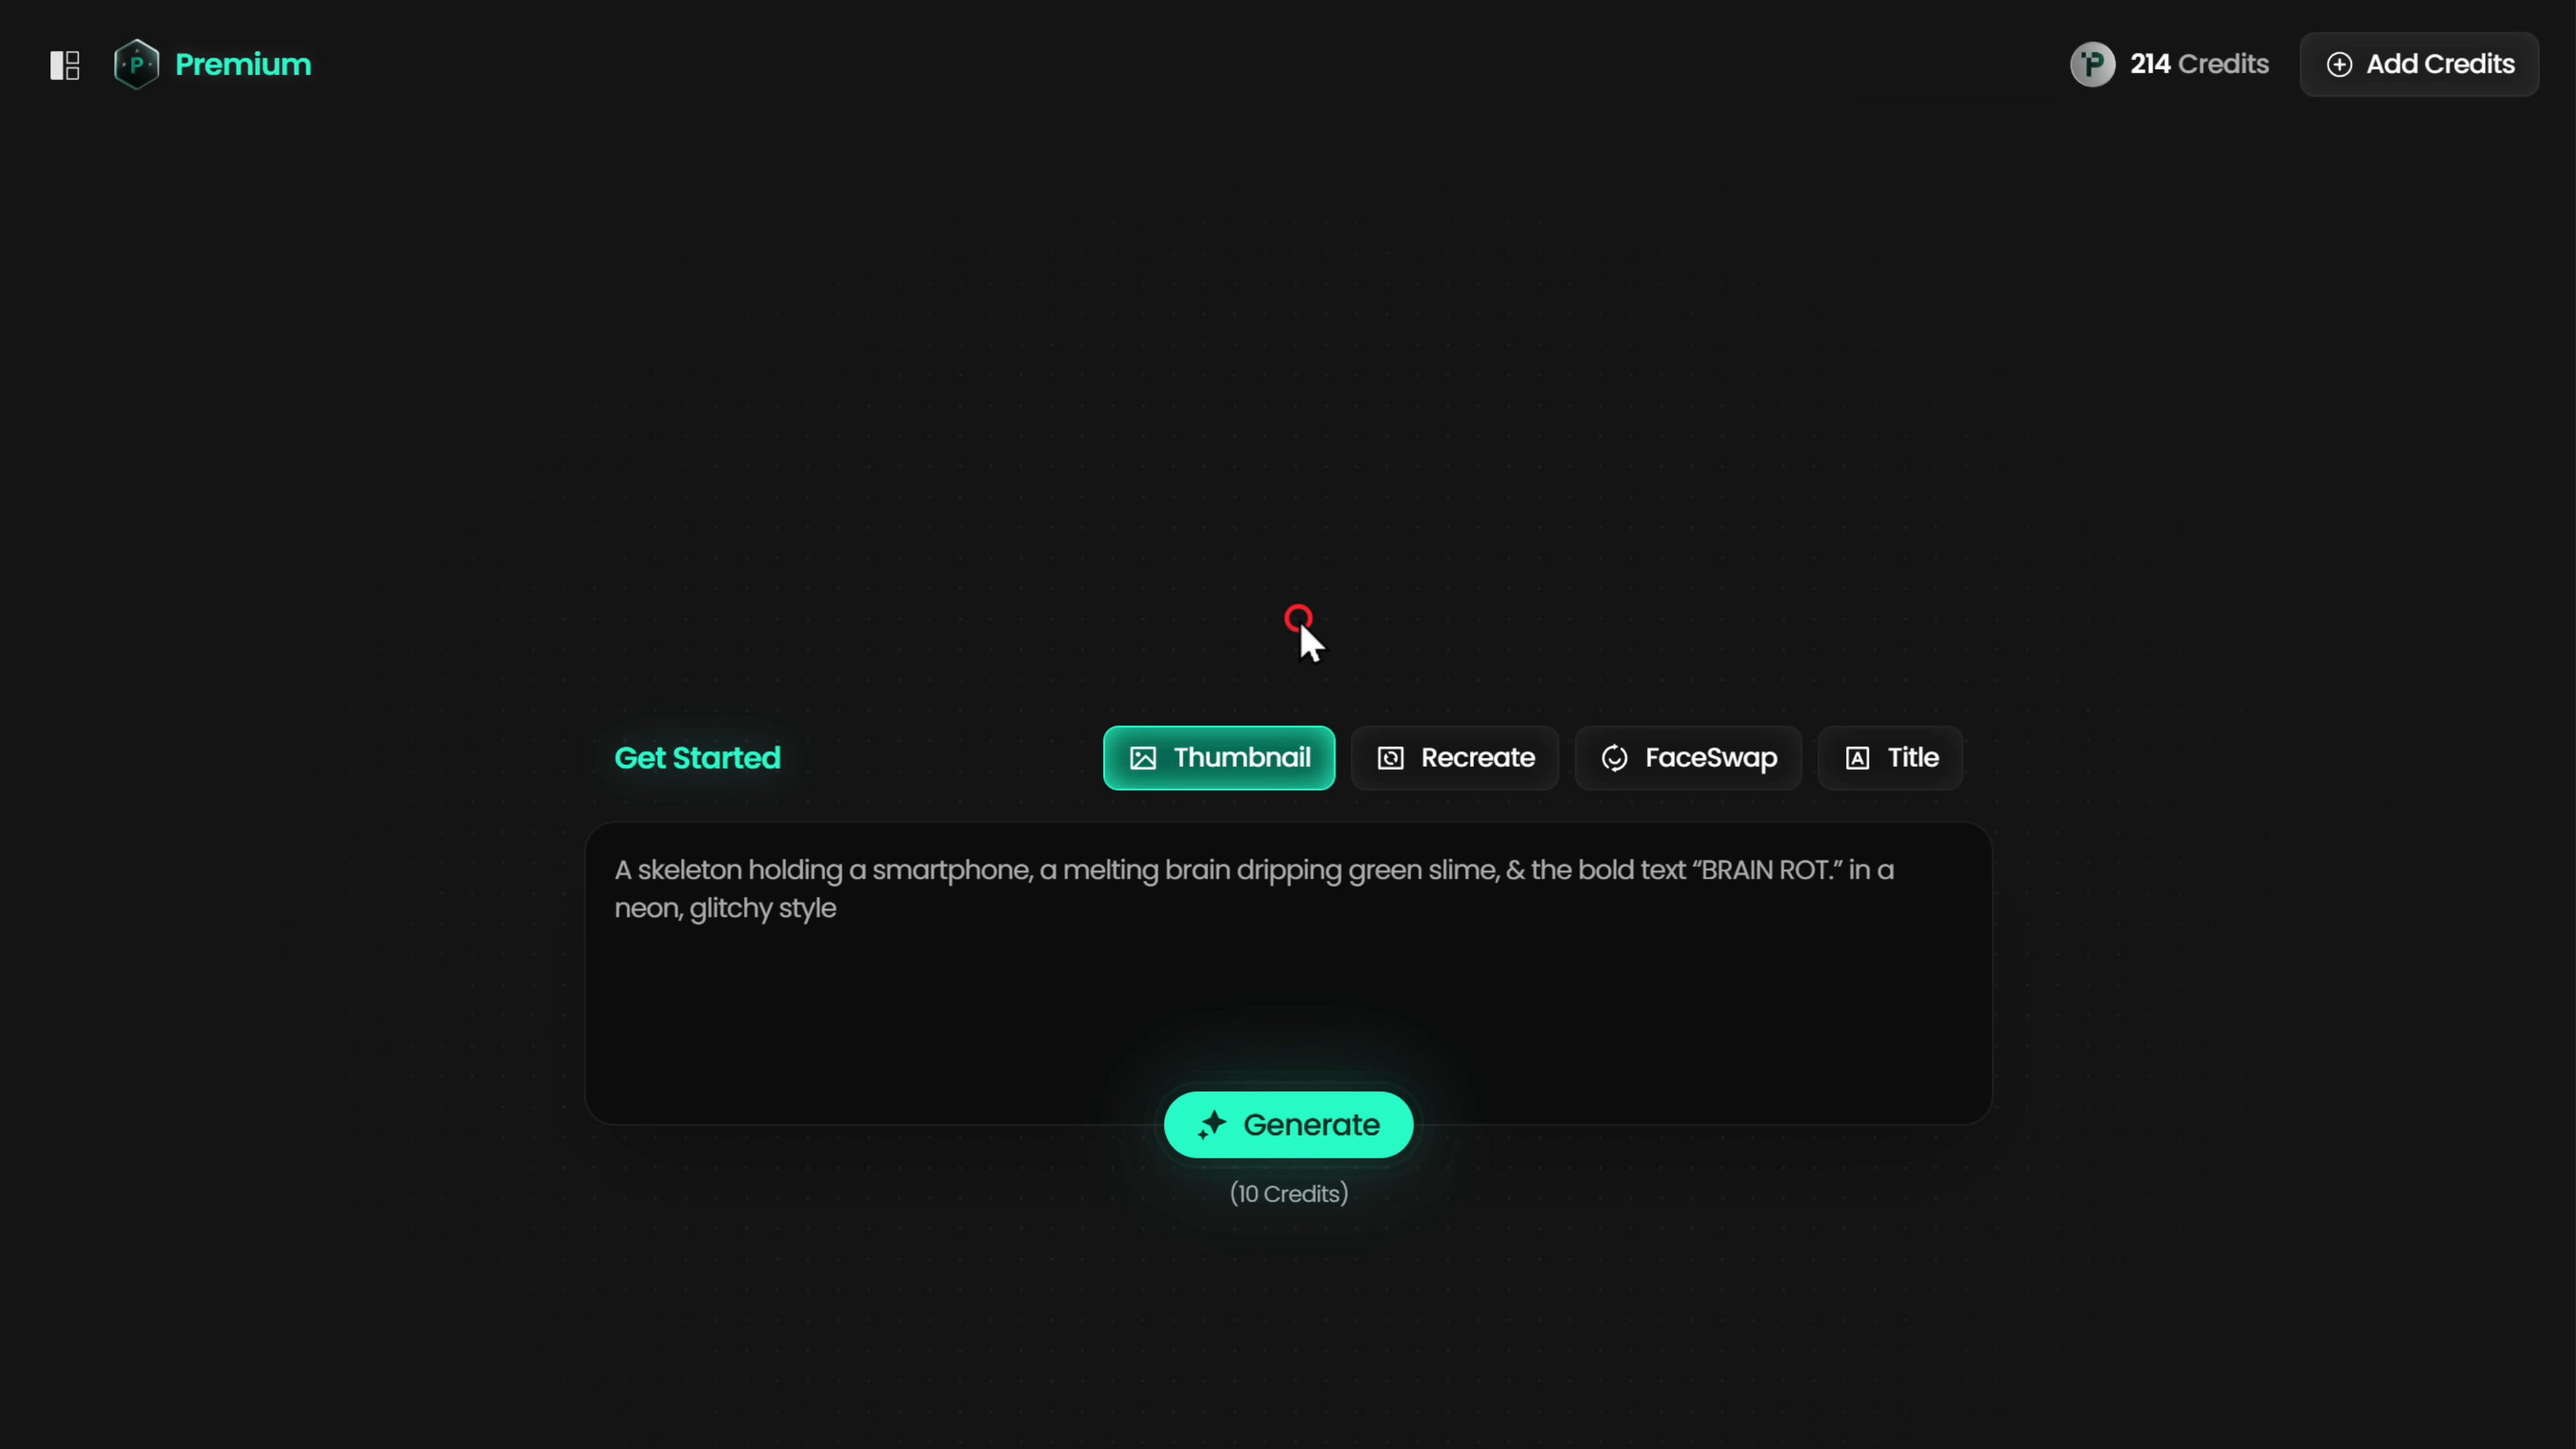 P Premium
P 214 Credits
Add Credits
Get Started
Thumbnail
Recreate
FaceSwap
A Title
A skeleton holding a smartphone, a melting brain dripping green slime, & the bold text “BRAIN ROT.” in a
neon, glitchy style
Generate
(10 Credits)